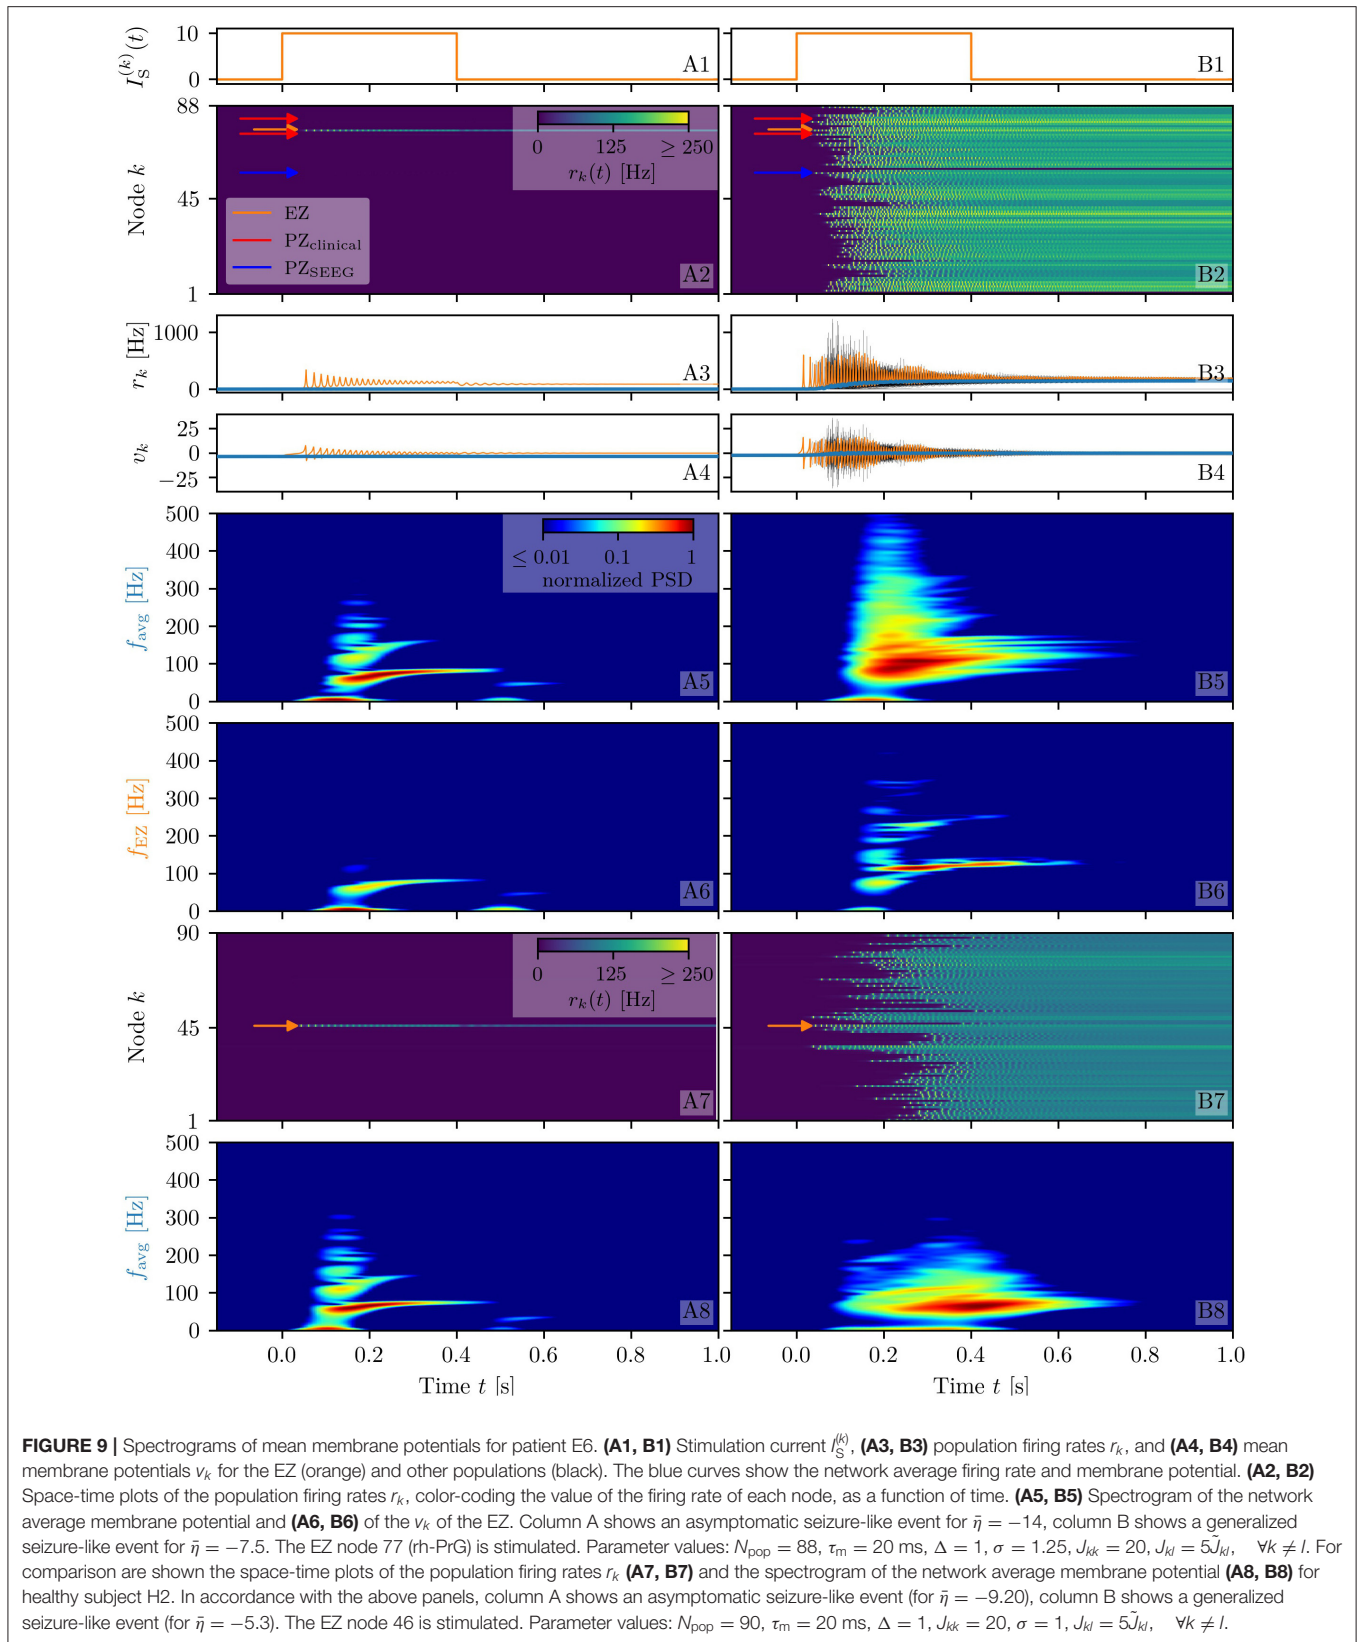 10
0
I_S^(k)(t)
A1
B1
88
45
1
Node k
0 125 ≥ 250
r_k(t) [Hz]
EZ
PZ_clinical
PZ_SEEG
A2
B2
1000
0
r_k [Hz]
A3
B3
25
0
−25
v_k
A4
B4
500
400
300
200
100
0
f_avg [Hz]
≤ 0.01 0.1 1
normalized PSD
A5
B5
500
400
300
200
100
0
f_EZ [Hz]
A6
B6
90
45
1
Node k
0 125 ≥ 250
r_k(t) [Hz]
A7
B7
500
400
300
200
100
0
f_avg [Hz]
A8
B8
0.0 0.2 0.4 0.6 0.8 1.0 0.0 0.2 0.4 0.6 0.8 1.0
Time t [s] Time t [s]
FIGURE 9 | Spectrograms of mean membrane potentials for patient E6. (A1, B1) Stimulation current I_S^(k), (A3, B3) population firing rates r_k, and (A4, B4) mean
membrane potentials v_k for the EZ (orange) and other populations (black). The blue curves show the network average firing rate and membrane potential. (A2, B2)
Space-time plots of the population firing rates r_k, color-coding the value of the firing rate of each node, as a function of time. (A5, B5) Spectrogram of the network
average membrane potential and (A6, B6) of the v_k of the EZ. Column A shows an asymptomatic seizure-like event for η̄ = −14, column B shows a generalized
seizure-like event for η̄ = −7.5. The EZ node 77 (rh-PrG) is stimulated. Parameter values: N_pop = 88, τ_m = 20 ms, Δ = 1, σ = 1.25, J_kk = 20, J_kl = 5J̃_kl, ∀k ≠ l. For
comparison are shown the space-time plots of the population firing rates r_k (A7, B7) and the spectrogram of the network average membrane potential (A8, B8) for
healthy subject H2. In accordance with the above panels, column A shows an asymptomatic seizure-like event (for η̄ = −9.20), column B shows a generalized
seizure-like event (for η̄ = −5.3). The EZ node 46 is stimulated. Parameter values: N_pop = 90, τ_m = 20 ms, Δ = 1, J_kk = 20, σ = 1, J_kl = 5J̃_kl, ∀k ≠ l.